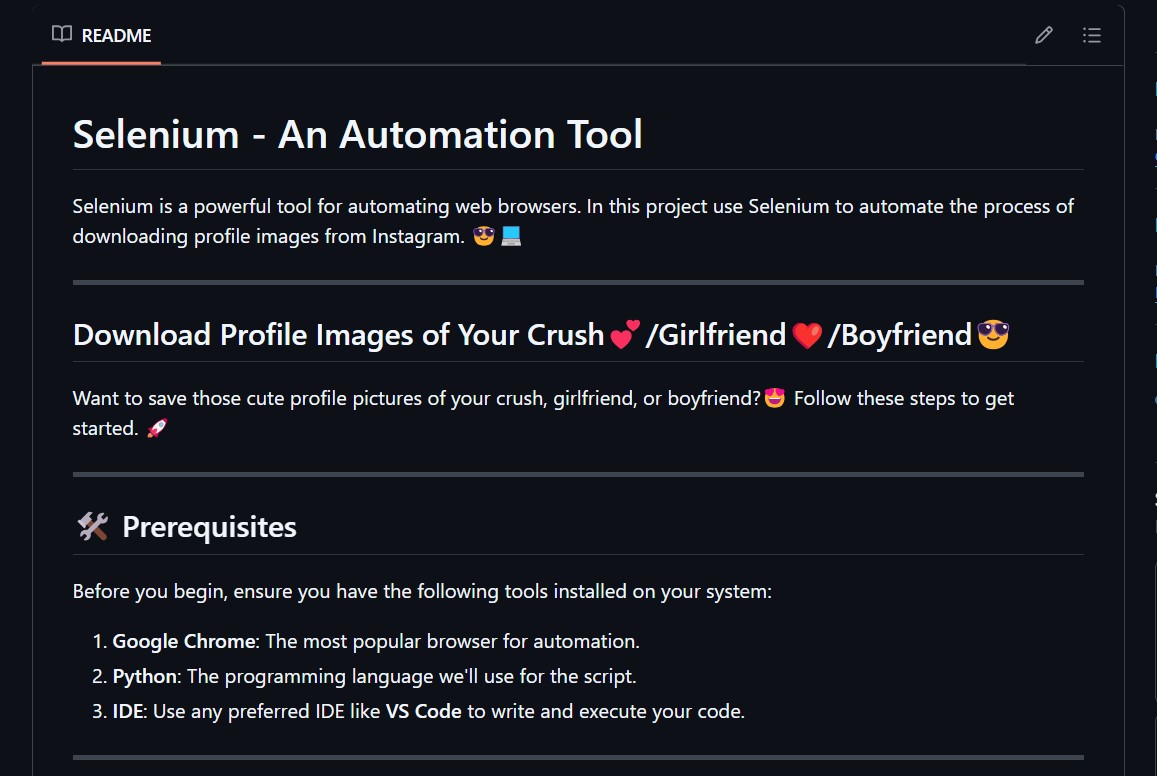 README
Selenium - An Automation Tool
Selenium is a powerful tool for automating web browsers. In this project use Selenium to automate the process of
downloading profile images from Instagram. 😎 💻
Download Profile Images of Your Crush💕/Girlfriend❤️/Boyfriend😎
Want to save those cute profile pictures of your crush, girlfriend, or boyfriend?😍 Follow these steps to get
started. 🚀
🛠️ Prerequisites
Before you begin, ensure you have the following tools installed on your system:
1. Google Chrome: The most popular browser for automation.
2. Python: The programming language we'll use for the script.
3. IDE: Use any preferred IDE like VS Code to write and execute your code.